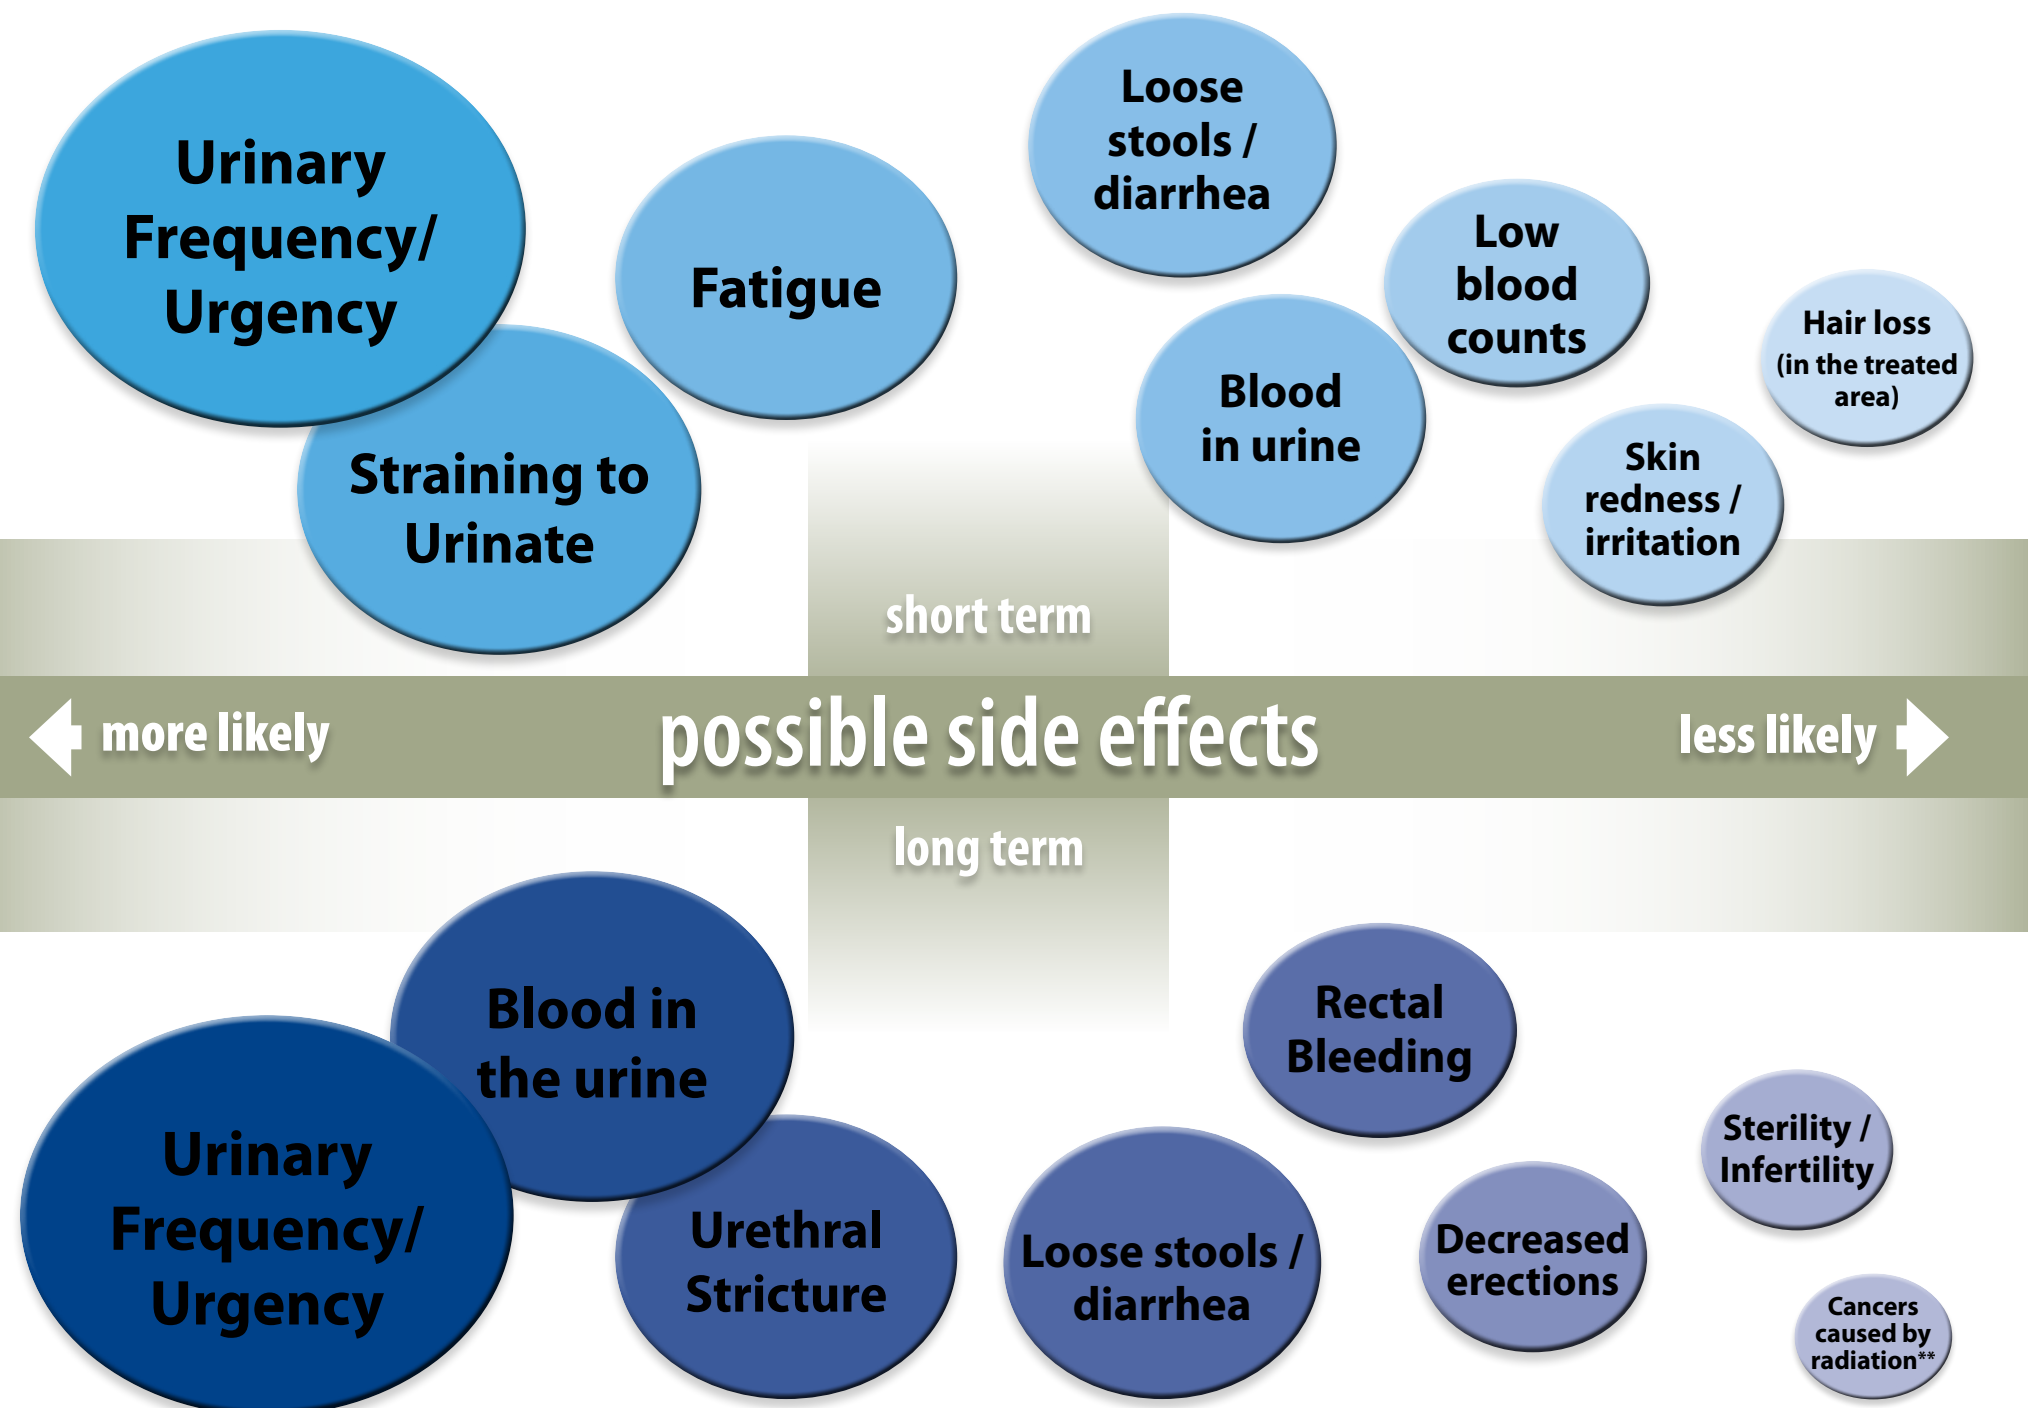 Urinary
Frequency/
Urgency
Straining to
Urinate
Fatigue
Loose
stools /
diarrhea
Blood
in urine
Low
blood
counts
Skin
redness /
irritation
Hair loss
(in the treated
area)
short term
more likely
possible side effects
less likely
long term
Urinary
Frequency/
Urgency
Blood in
the urine
Urethral
Stricture
Loose stools /
diarrhea
Rectal
Bleeding
Decreased
erections
Sterility /
Infertility
Cancers
caused by
radiation**